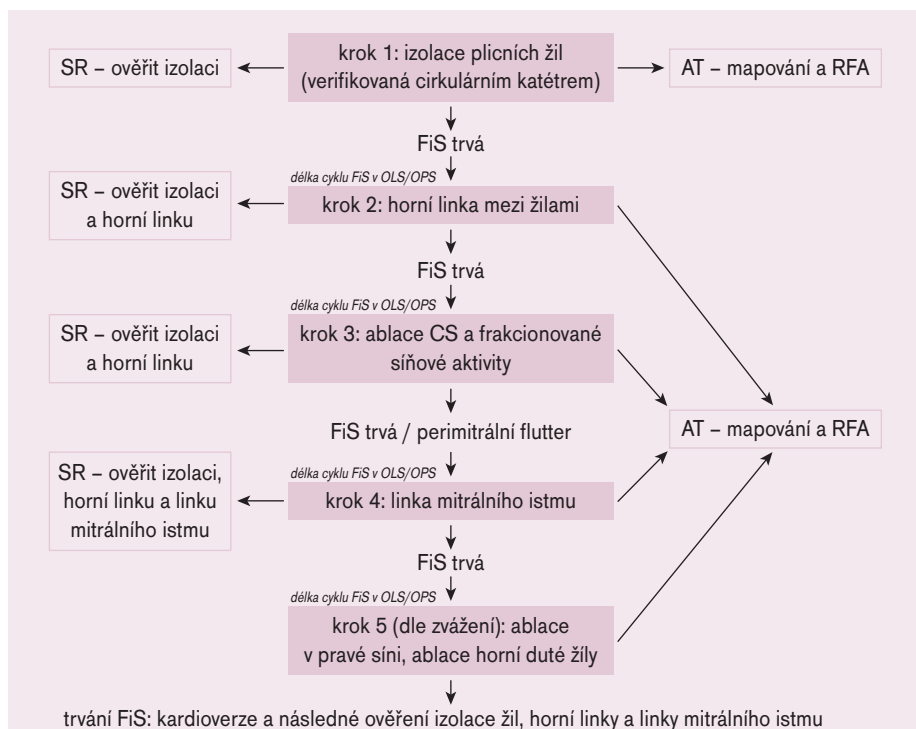 krok 1: izolace plicních žil
(verifikovaná cirkulárním katétrem)
SR – ověřit izolaci
AT – mapování a RFA
FiS trvá
délka cyklu FiS v OLS/OPS
krok 2: horní linka mezi žilami
SR – ověřit izolaci
a horní linku
FiS trvá
délka cyklu FiS v OLS/OPS
krok 3: ablace CS a frakcionované
síňové aktivity
SR – ověřit izolaci
a horní linku
FiS trvá / perimitrální flutter
AT – mapování a RFA
délka cyklu FiS v OLS/OPS
krok 4: linka mitrálního istmu
SR – ověřit izolaci,
horní linku a linku
mitrálního istmu
FiS trvá
délka cyklu FiS v OLS/OPS
krok 5 (dle zvážení): ablace
v pravé síni, ablace horní duté žíly
trvání FiS: kardioverze a následné ověření izolace žil, horní linky a linky mitrálního istmu